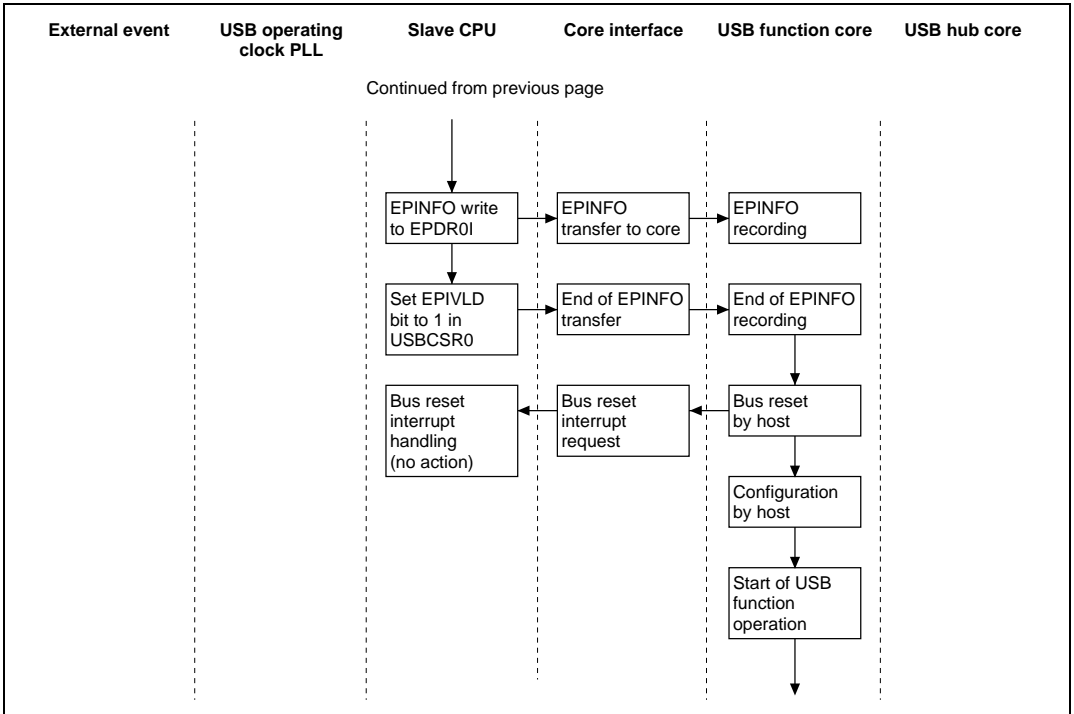 External event
USB operating
clock PLL
Slave CPU
Core interface
USB function core
USB hub core
Continued from previous page
EPINFO write
to EPDR0I
EPINFO
transfer to core
EPINFO
recording
Set EPIVLD
bit to 1 in
USBCSR0
End of EPINFO
transfer
End of EPINFO
recording
Bus reset
interrupt
handling
(no action)
Bus reset
interrupt
request
Bus reset
by host
Configuration
by host
Start of USB
function
operation